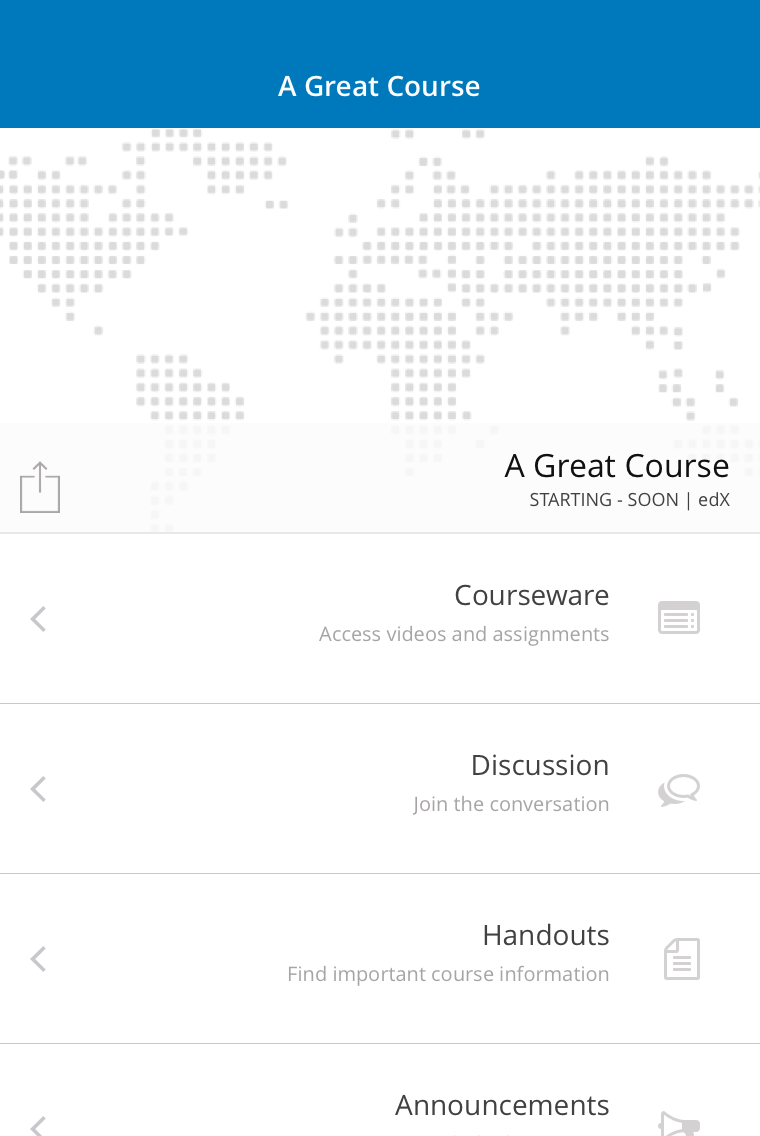 A Great Course
A Great Course
STARTING - SOON | edX
Courseware
Access videos and assignments
Discussion
Join the conversation
Handouts
Find important course information
Announcements